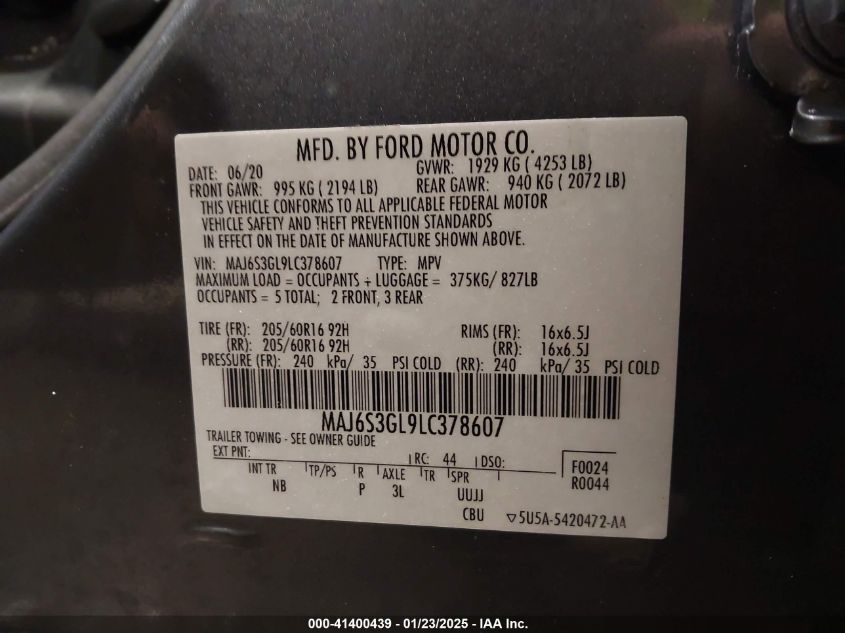 MFD. BY FORD MOTOR CO.
DATE: 06/20 GVWR: 1929 KG ( 4253 LB)
FRONT GAWR: 995 KG ( 2194 LB) REAR GAWR: 940 KG ( 2072 LB)
THIS VEHICLE CONFORMS TO ALL APPLICABLE FEDERAL MOTOR
VEHICLE SAFETY AND THEFT PREVENTION STANDARDS
IN EFFECT ON THE DATE OF MANUFACTURE SHOWN ABOVE.
VIN: MAJ6S3GL9LC378607 TYPE: MPV
MAXIMUM LOAD = OCCUPANTS + LUGGAGE = 375KG/ 827LB
OCCUPANTS = 5 TOTAL; 2 FRONT, 3 REAR
TIRE (FR): 205/60R16 92H RIMS (FR): 16x6.5J
(RR): 205/60R16 92H (RR): 16x6.5J
PRESSURE (FR): 240 kPa/ 35 PSI COLD (RR): 240 kPa/ 35 PSI COLD
MAJ6S3GL9LC378607
TRAILER TOWING - SEE OWNER GUIDE
EXT PNT: RC: 44 DSO: F0024
INT TR TP/PS R AXLE TR SPR R0044
NB P 3L UUJJ
CBU ▽5U5A-5420472-AA
000-41400439 - 01/23/2025 - IAA Inc.